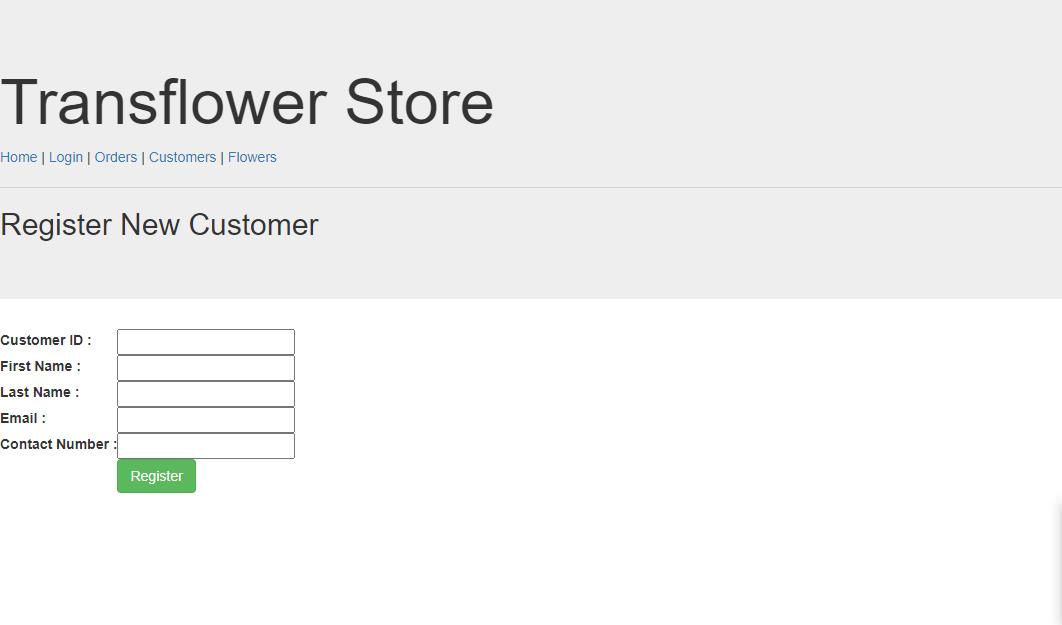 Transflower Store
Home | Login | Orders | Customers | Flowers
Register New Customer
Customer ID :
First Name :
Last Name :
Email :
Contact Number :
Register